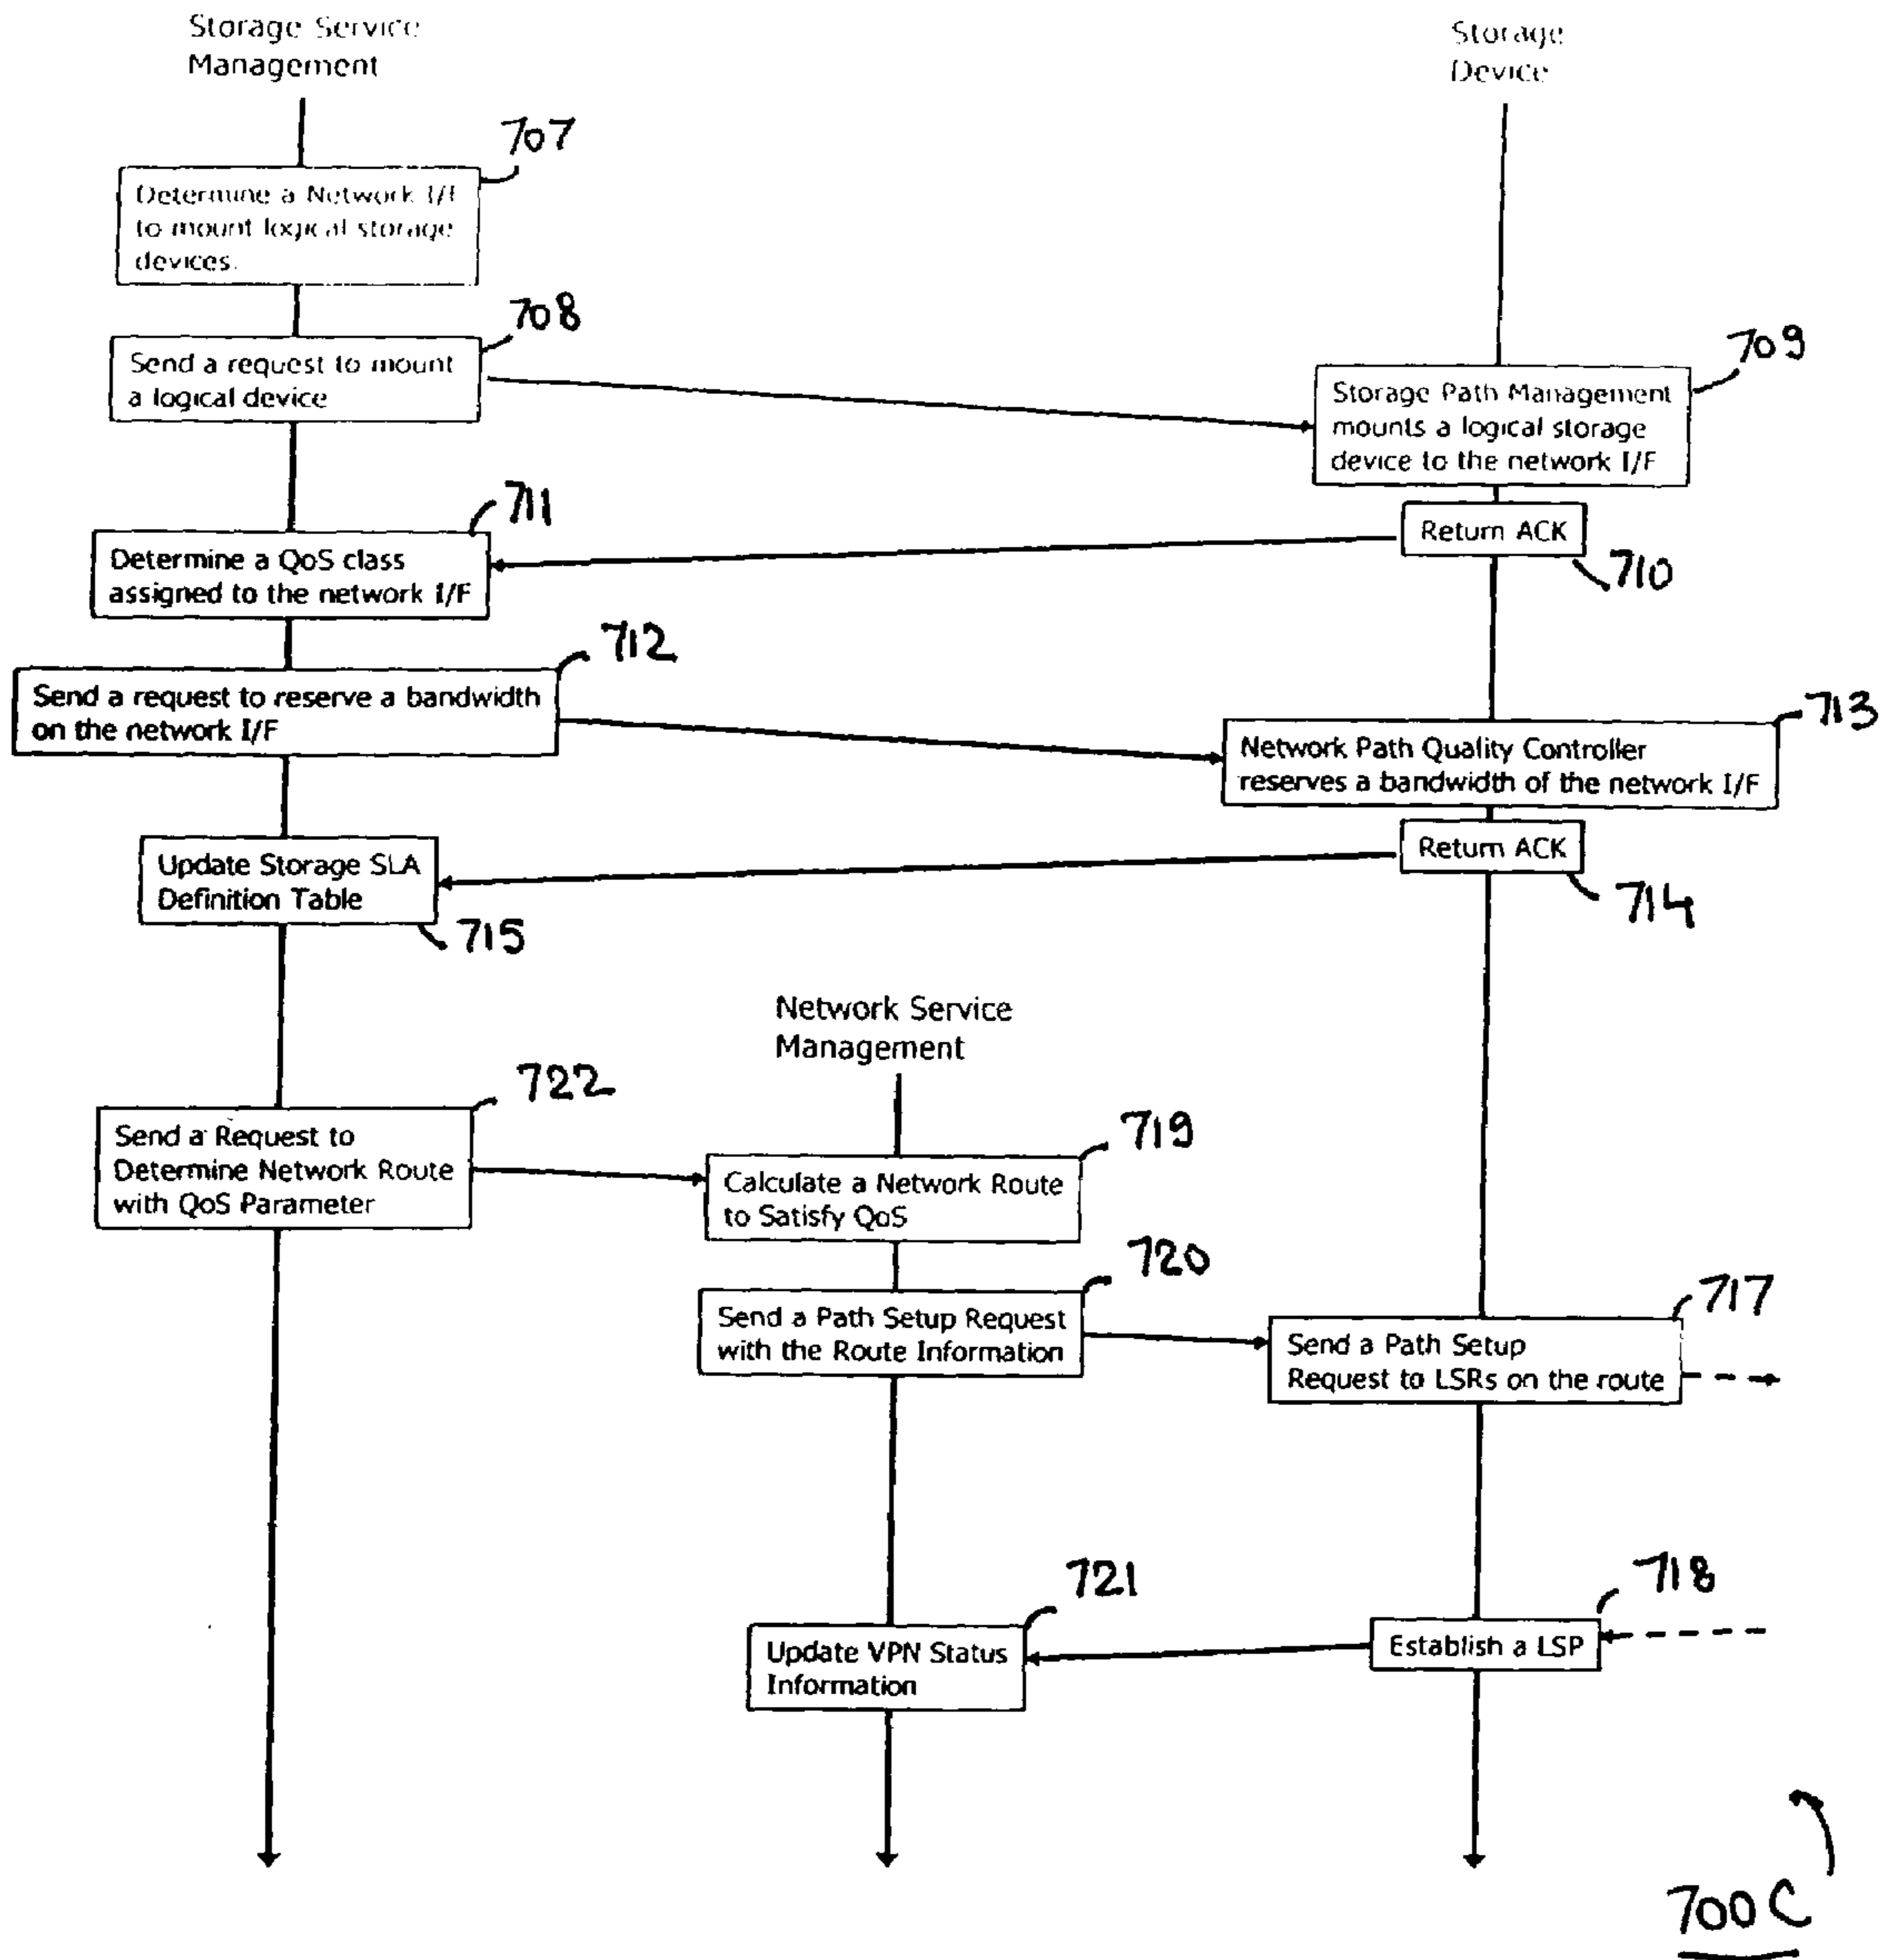 Storage Service
Management
Storage
Device
707
Determine a Network I/F
to mount logical storage
devices.
708
Send a request to mount
a logical device
709
Storage Path Management
mounts a logical storage
device to the network I/F
711
Determine a QoS class
assigned to the network I/F
Return ACK
710
712
Send a request to reserve a bandwidth
on the network I/F
713
Network Path Quality Controller
reserves a bandwidth of the network I/F
Update Storage SLA
Definition Table
715
Return ACK
714
Network Service
Management
722
Send a Request to
Determine Network Route
with QoS Parameter
719
Calculate a Network Route
to Satisfy QoS
720
Send a Path Setup Request
with the Route Information
717
Send a Path Setup
Request to LSRs on the route
721
Update VPN Status
Information
718
Establish a LSP
700C